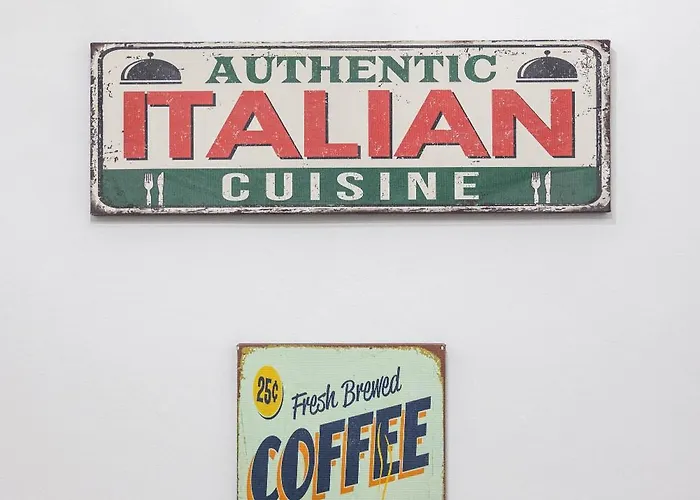 AUTHENTIC
ITALIAN
CUISINE
25¢
Fresh Brewed
COFFEE